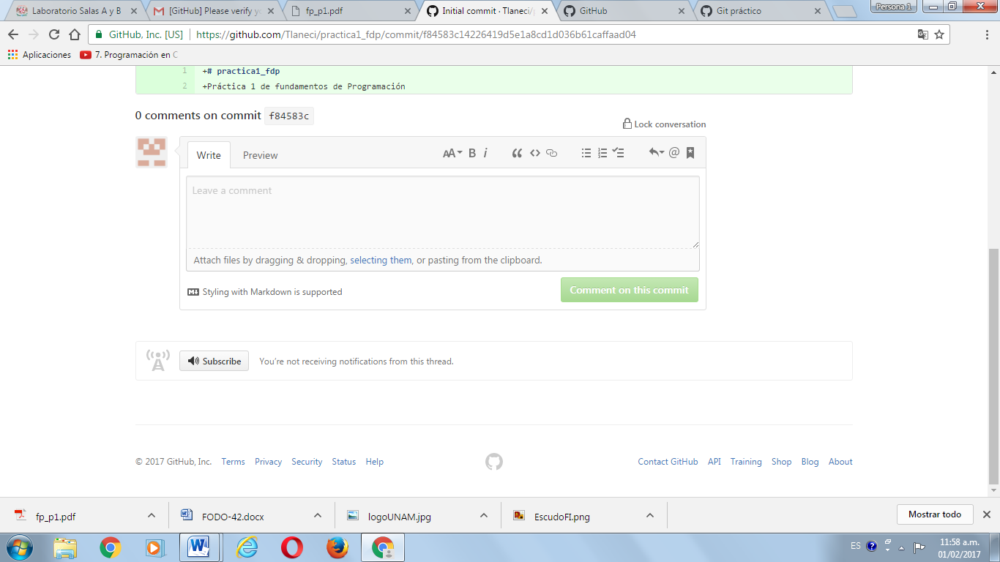 Laboratorio Salas A y B
[GitHub] Please verify yo
fp_p1.pdf
Initial commit · Tlaneci/p
GitHub
Git práctico
Persona 1
GitHub, Inc. [US] https://github.com/Tlaneci/practica1_fdp/commit/f84583c14226419d5e1a8cd1d036b61caffaad04
Aplicaciones 7. Programación en C
1 +# practica1_fdp
2 +Práctica 1 de fundamentos de Programación
0 comments on commit f84583c
Lock conversation
Write Preview AA B i
Leave a comment
Attach files by dragging & dropping, selecting them, or pasting from the clipboard.
Styling with Markdown is supported
Comment on this commit
Subscribe You're not receiving notifications from this thread.
© 2017 GitHub, Inc. Terms Privacy Security Status Help
Contact GitHub API Training Shop Blog About
fp_p1.pdf
FODO-42.docx
logoUNAM.jpg
EscudoFI.png
Mostrar todo
ES
11:58 a.m.
01/02/2017